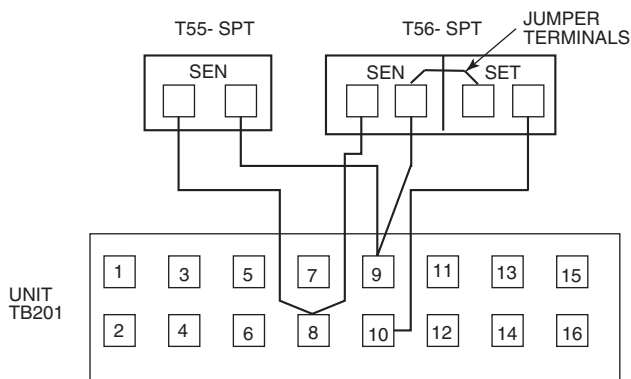 T55- SPT
T56- SPT
JUMPER
TERMINALS
SEN
SEN
SET
UNIT
TB201
1 3 5 7 9 11 13 15
2 4 6 8 10 12 14 16